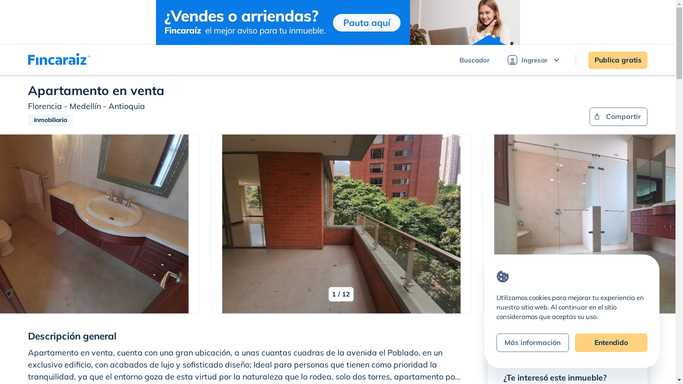 ¿Vendes o arriendas?
Fincaraíz el mejor aviso para tu inmueble.
Pauta aquí
Fincaraíz
Buscador
Ingresar
Publica gratis
Apartamento en venta
Florencia - Medellín - Antioquia
Inmobiliaria
Compartir
1 / 12
Utilizamos cookies para mejorar tu experiencia en
nuestro sitio web. Al continuar en el sitio
consideramos que aceptas su uso.
Más información
Entendido
Descripción general
Apartamento en venta, cuenta con una gran ubicación, a unas cuantas cuadras de la avenida el Poblado, en un
exclusivo edificio, con acabados de lujo y sofisticado diseño; Ideal para personas que tienen como prioridad la
tranquilidad, ya que el entorno goza de esta virtud por la naturaleza que lo rodea, solo dos torres, apartamento po...
¿Te interesó este inmueble?